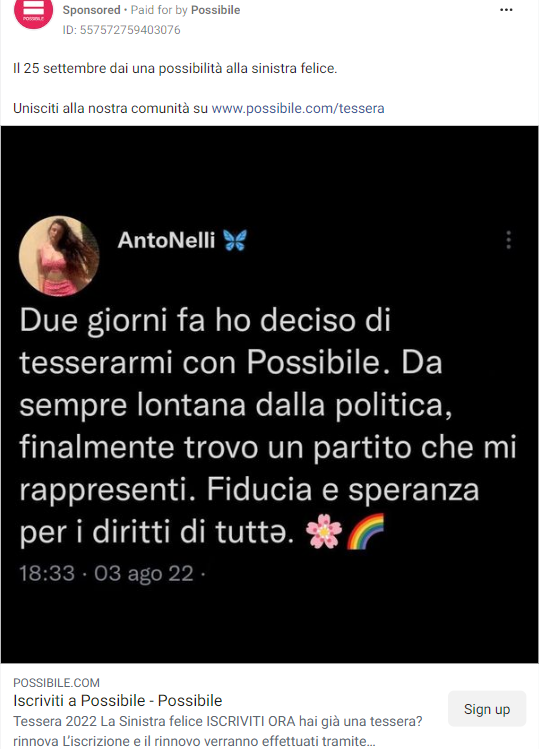 POSSIBILE
Sponsored • Paid for by Possibile
ID: 557572759403076
Il 25 settembre dai una possibilità alla sinistra felice.
Unisciti alla nostra comunità su www.possibile.com/tessera
AntoNelli 🦋
Due giorni fa ho deciso di
tesserarmi con Possibile. Da
sempre lontana dalla politica,
finalmente trovo un partito che mi
rappresenti. Fiducia e speranza
per i diritti di tuttə. 🌸🌈
18:33 · 03 ago 22 ·
POSSIBILE.COM
Iscriviti a Possibile - Possibile
Tessera 2022 La Sinistra felice ISCRIVITI ORA hai già una tessera?
rinnova L’iscrizione e il rinnovo verranno effettuati tramite...
Sign up